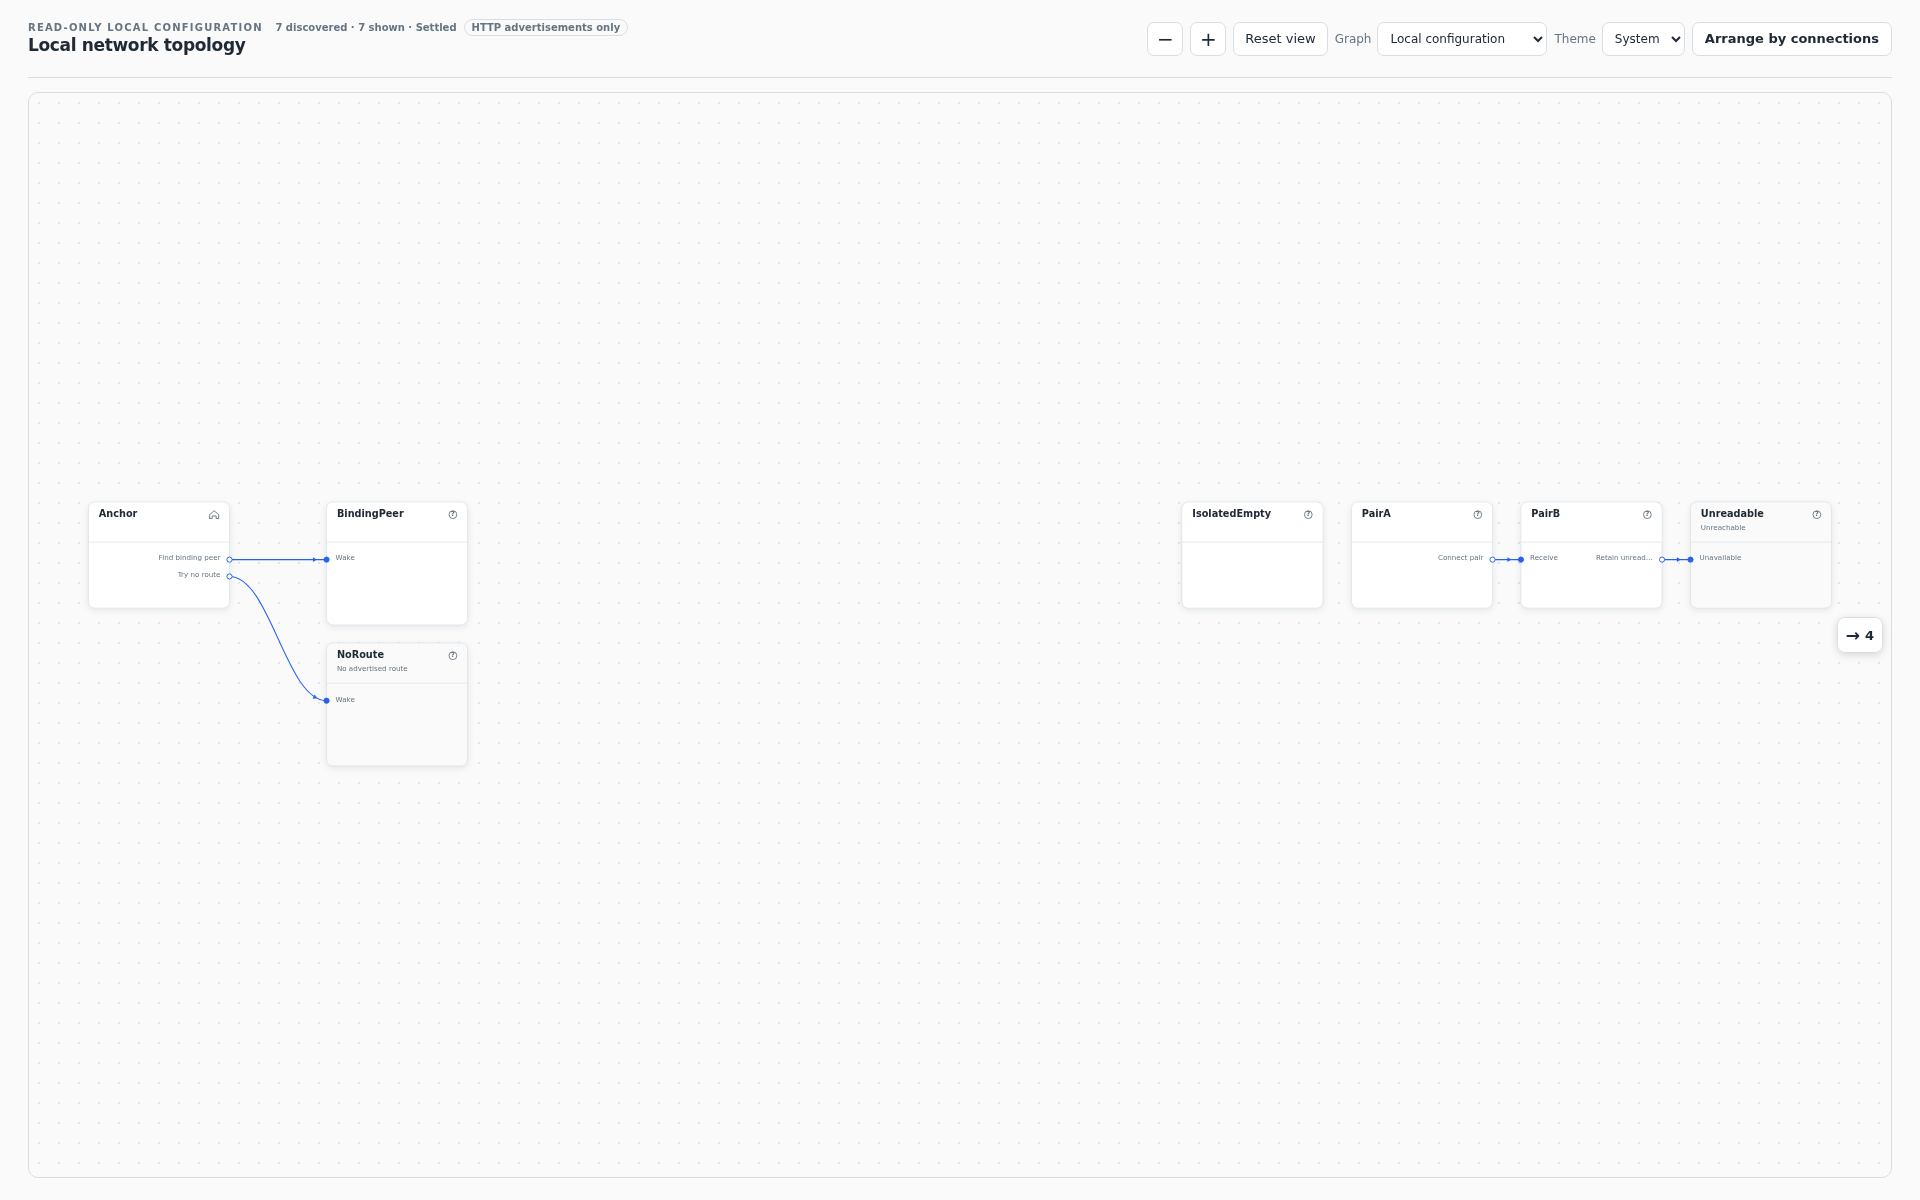 READ-ONLY LOCAL CONFIGURATION 7 discovered · 7 shown · Settled HTTP advertisements only
Local network topology
− + Reset view Graph Local configuration Theme System Arrange by connections
Anchor
Find binding peer
Try no route
BindingPeer ?
Wake
NoRoute ?
No advertised route
Wake
IsolatedEmpty ?
PairA ?
Connect pair
PairB ?
Receive Retain unread...
Unreadable ?
Unreachable
Unavailable
→ 4